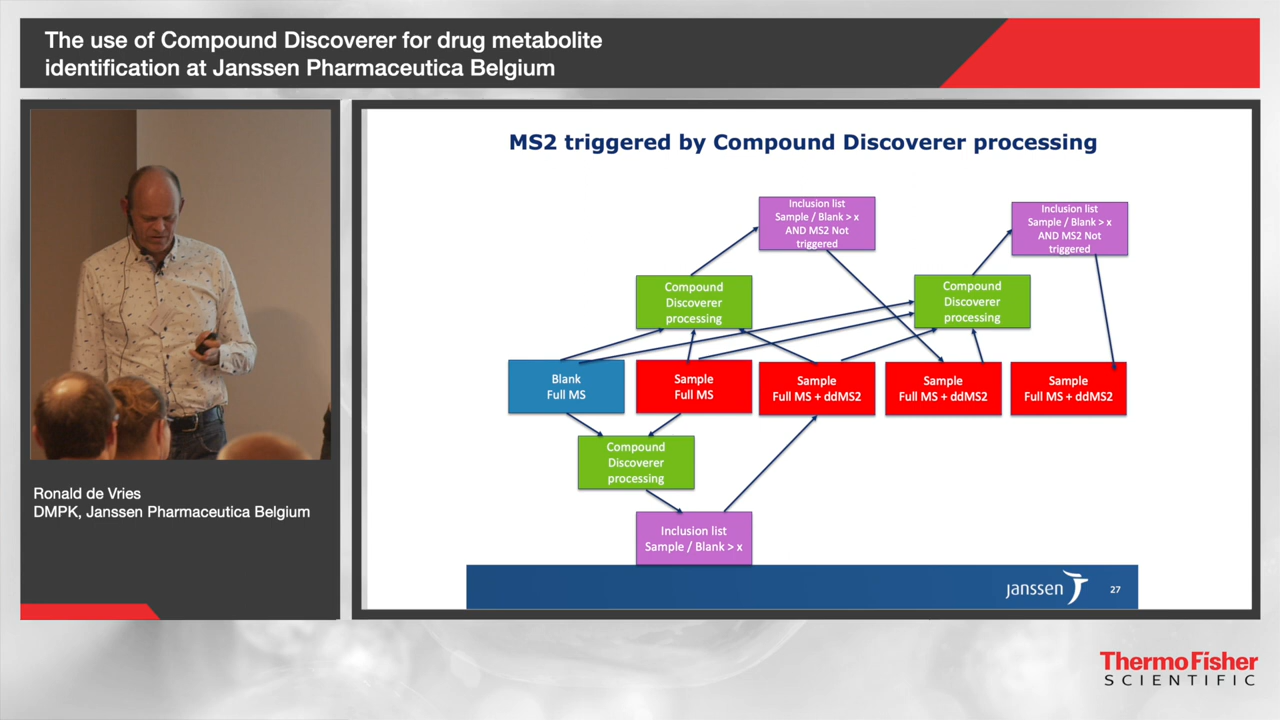 The use of Compound Discoverer for drug metabolite
identification at Janssen Pharmaceutica Belgium
MS2 triggered by Compound Discoverer processing
Inclusion list
Sample / Blank > x
AND MS2 Not
triggered
Inclusion list
Sample / Blank > x
AND MS2 Not
triggered
Compound
Discoverer
processing
Compound
Discoverer
processing
Blank
Full MS
Sample
Full MS
Sample
Full MS + ddMS2
Sample
Full MS + ddMS2
Sample
Full MS + ddMS2
Compound
Discoverer
processing
Inclusion list
Sample / Blank > x
janssen
27
Ronald de Vries
DMPK, Janssen Pharmaceutica Belgium
ThermoFisher
SCIENTIFIC